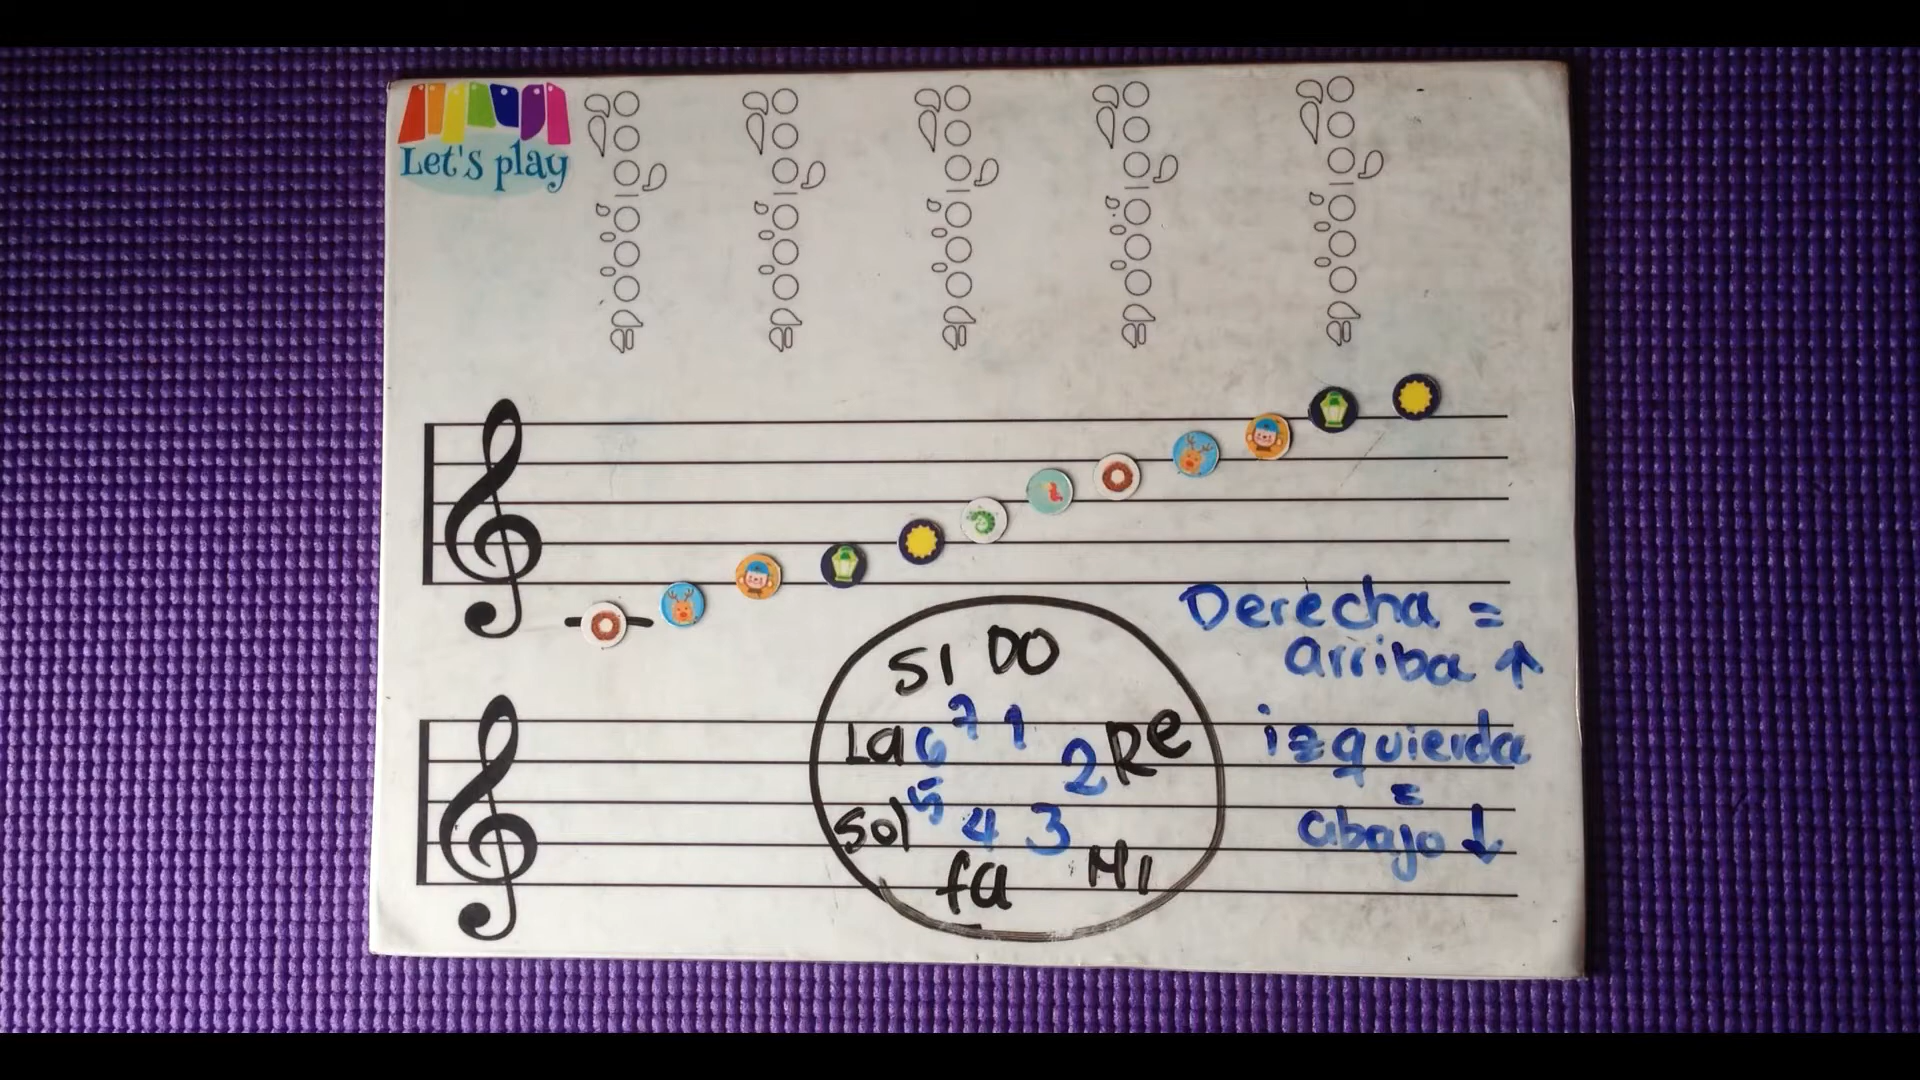 Let's play
Derecha =
arriba ↑
SI DO
La 6 7 1 2 Re
izquierda
=
Sol 5 4 3
abajo ↓
fa MI